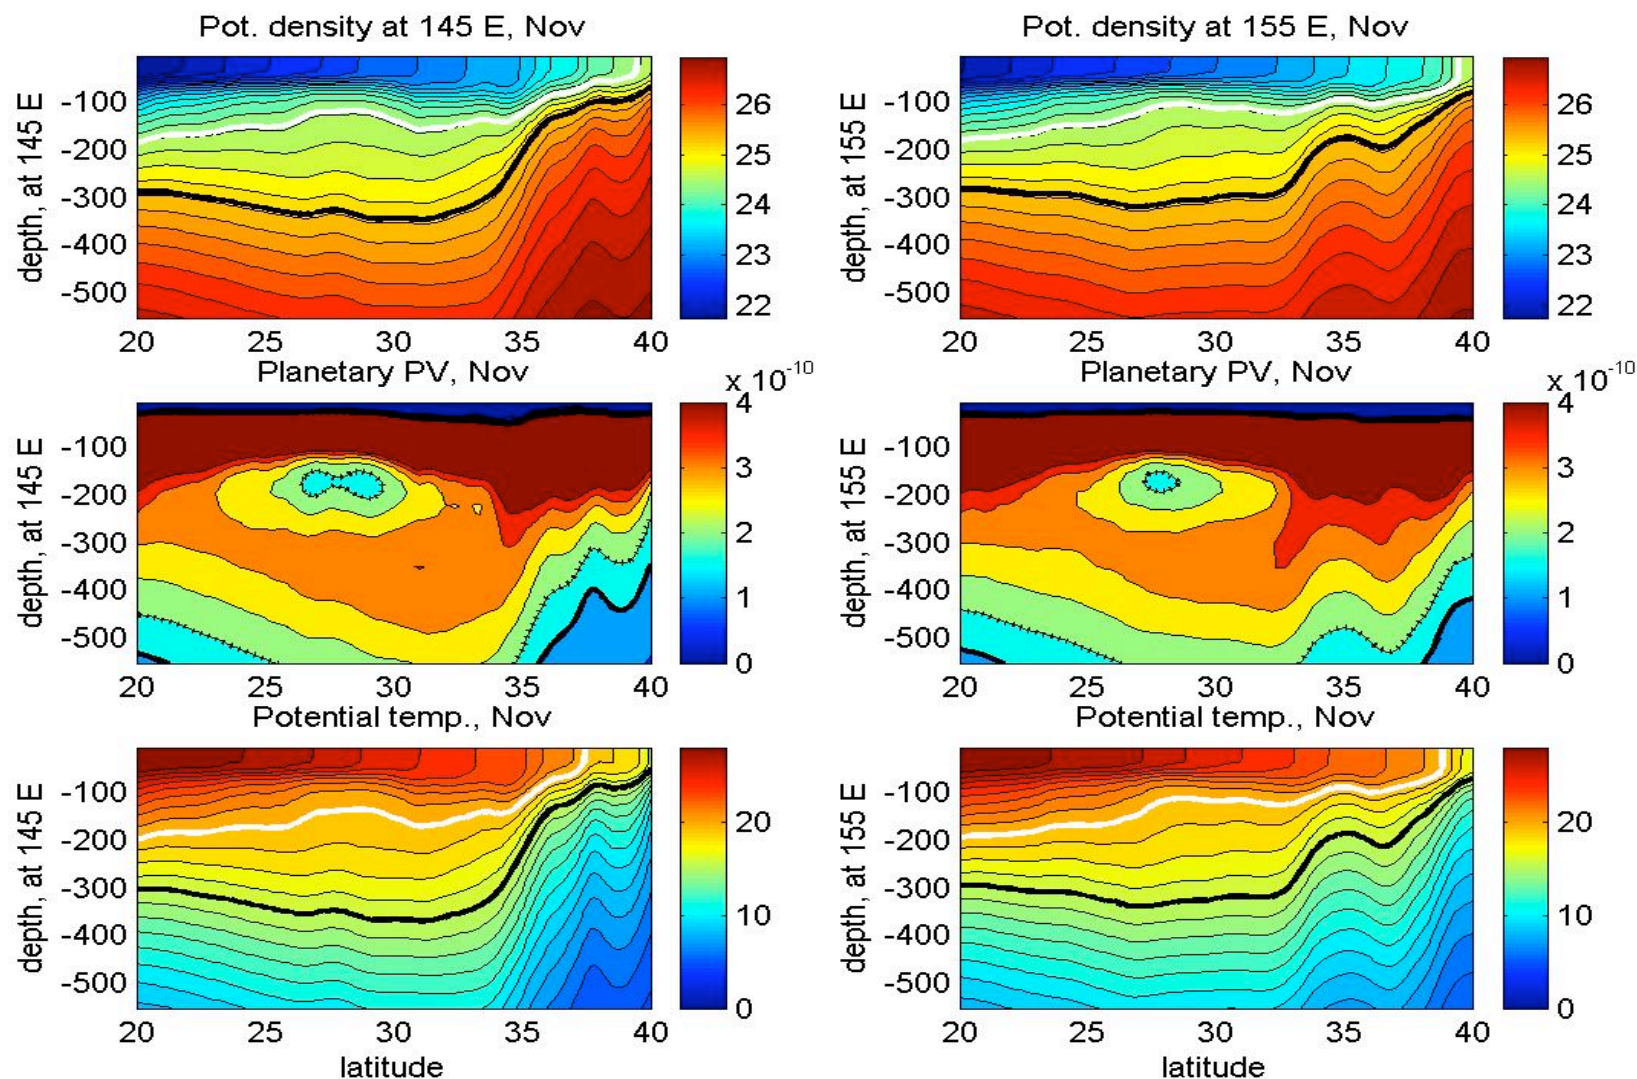 Pot. density at 145 E, Nov
depth, at 145 E
-100
-200
-300
-400
-500
20 25 30 35 40
26
25
24
23
22
Pot. density at 155 E, Nov
depth, at 155 E
-100
-200
-300
-400
-500
20 25 30 35 40
26
25
24
23
22
Planetary PV, Nov
x 10^-10
depth, at 145 E
-100
-200
-300
-400
-500
20 25 30 35 40
4
3
2
1
0
Planetary PV, Nov
x 10^-10
depth, at 155 E
-100
-200
-300
-400
-500
20 25 30 35 40
4
3
2
1
0
Potential temp., Nov
depth, at 145 E
-100
-200
-300
-400
-500
20 25 30 35 40
latitude
20
10
0
Potential temp., Nov
depth, at 155 E
-100
-200
-300
-400
-500
20 25 30 35 40
latitude
20
10
0